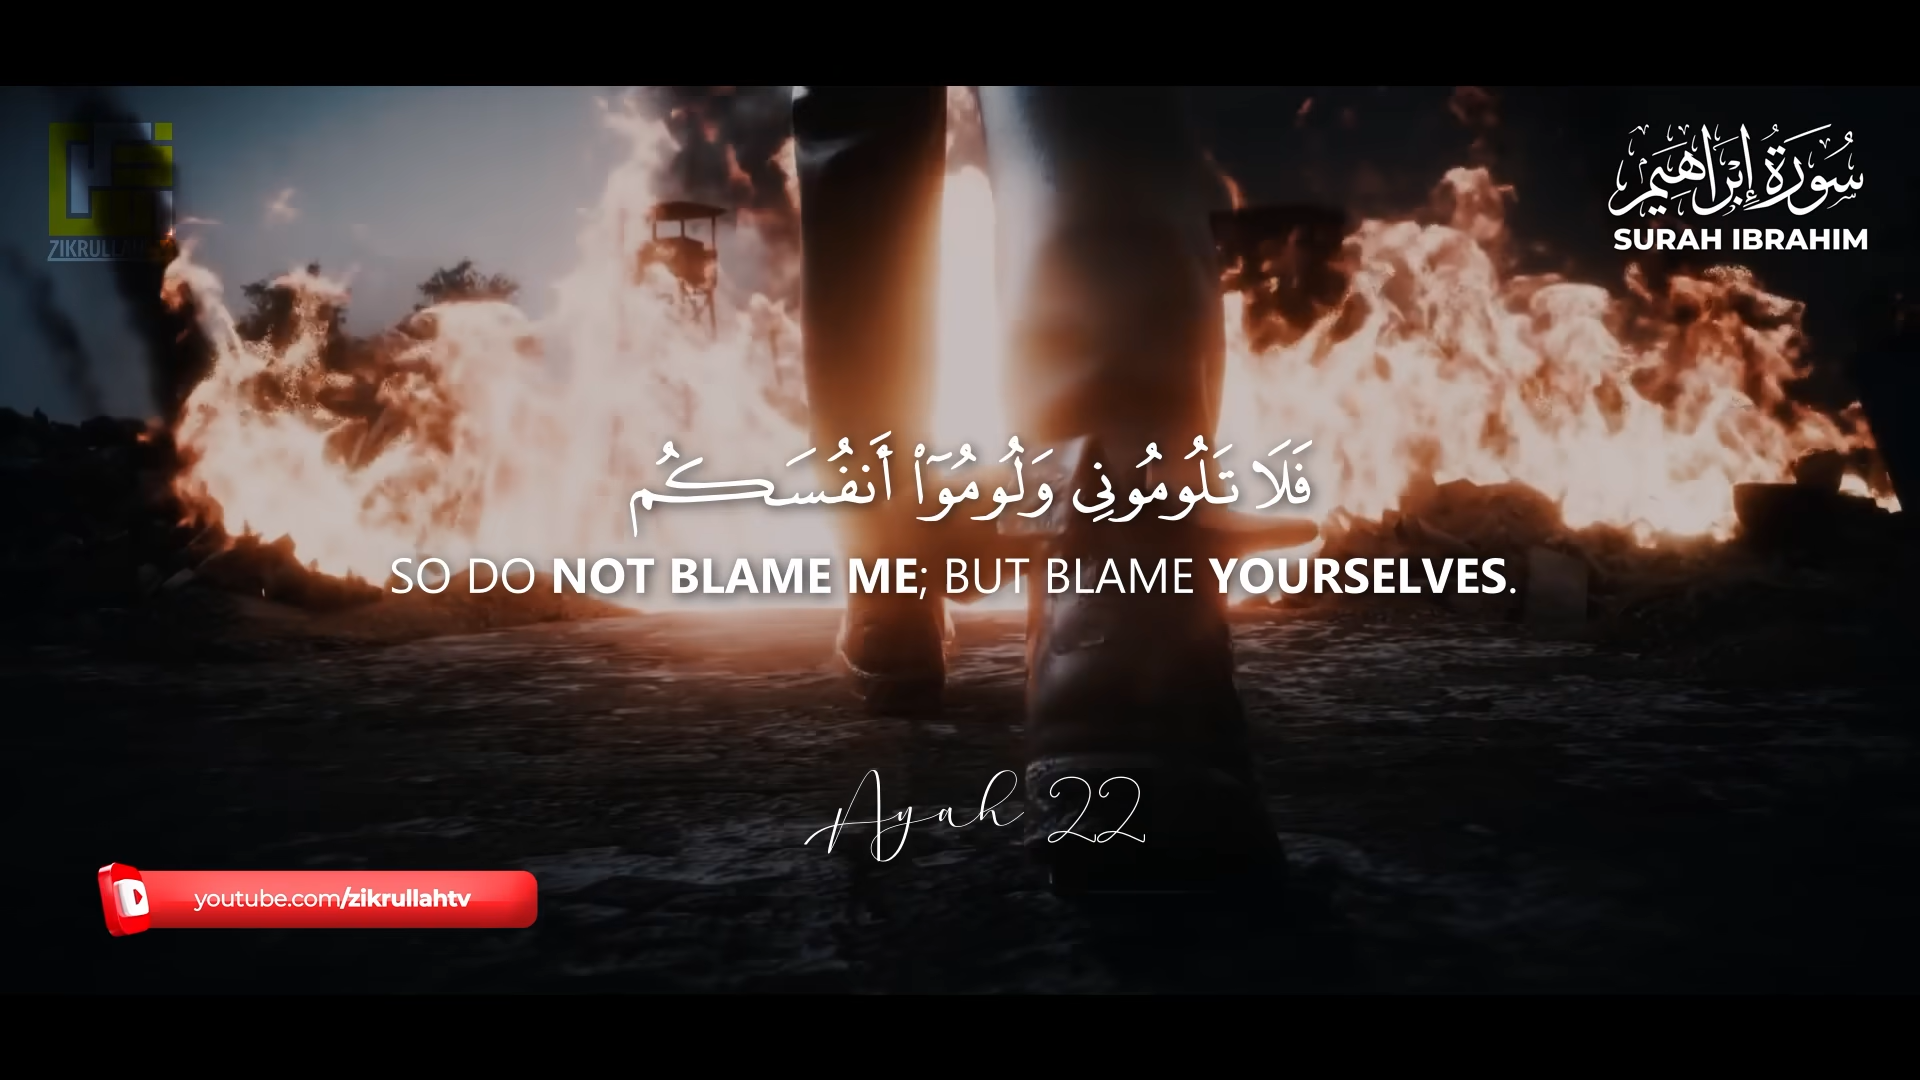 ZIKRULLAH
سُورَةُ إِبْرَاهِيم
SURAH IBRAHIM
فَلَا تَلُومُونِى وَلُومُوٓا۟ أَنفُسَكُم
SO DO NOT BLAME ME; BUT BLAME YOURSELVES.
Ayah 22
youtube.com/zikrullahtv